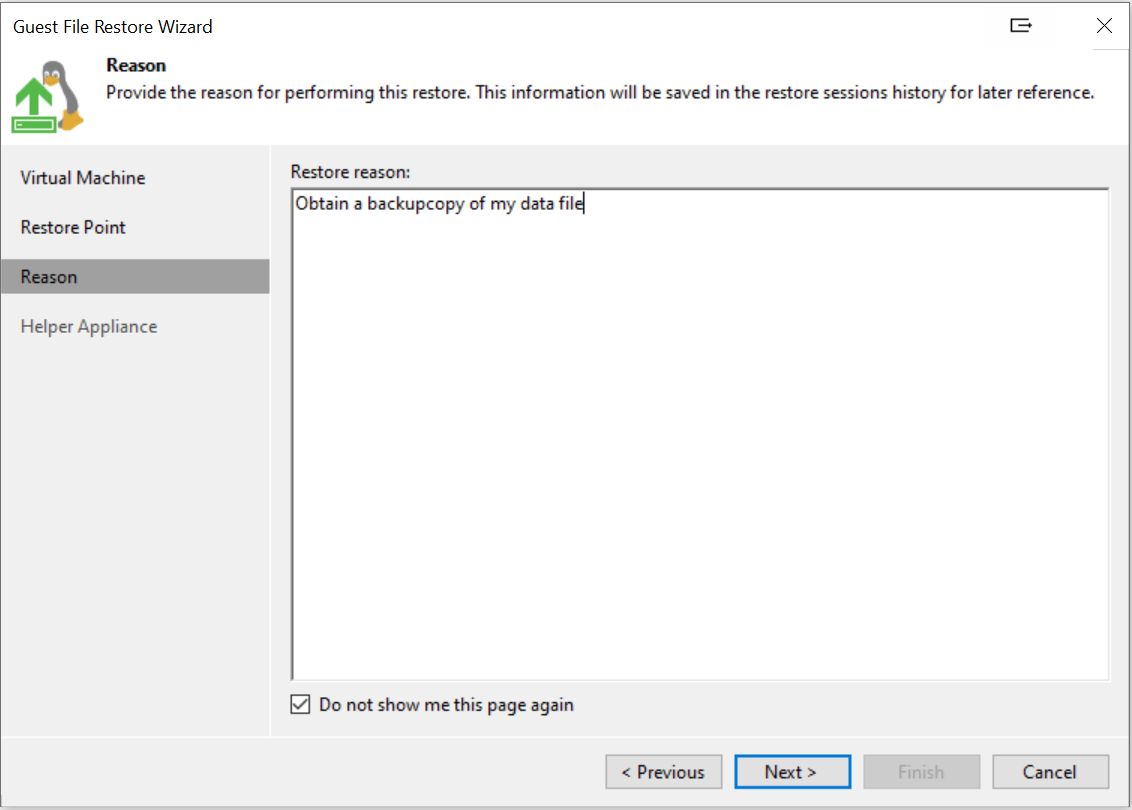 Guest File Restore Wizard
Reason
Provide the reason for performing this restore. This information will be saved in the restore sessions history for later reference.
Virtual Machine
Restore Point
Reason
Helper Appliance
Restore reason:
Obtain a backupcopy of my data file
Do not show me this page again
< Previous
Next >
Finish
Cancel